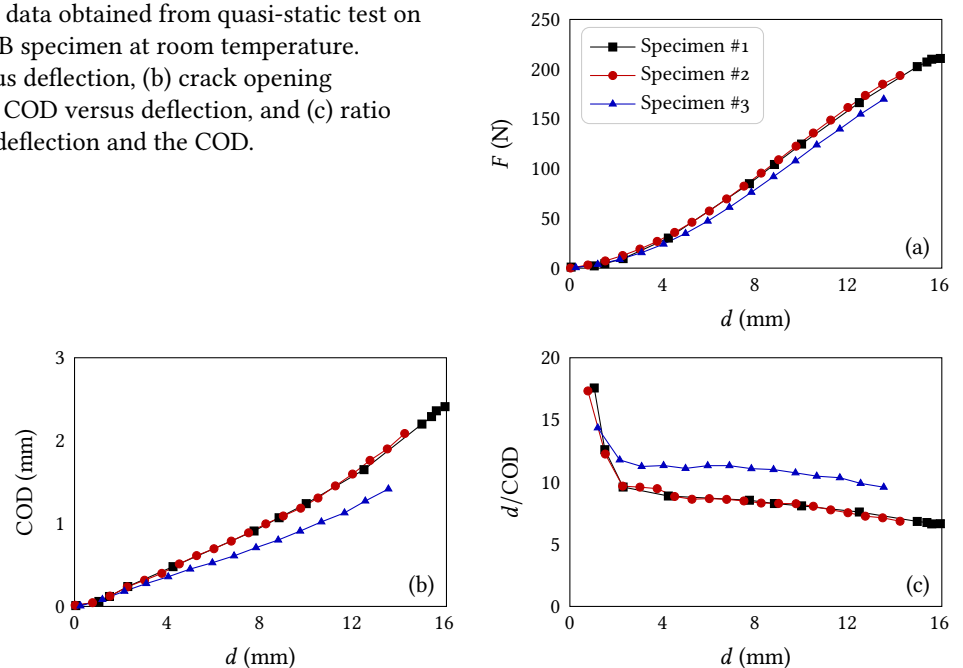 data obtained from quasi-static test on
B specimen at room temperature.
us deflection, (b) crack opening
COD versus deflection, and (c) ratio
deflection and the COD.
250
200
150
100
50
0
F (N)
Specimen #1
Specimen #2
Specimen #3
(a)
0 4 8 12 16
d (mm)
3
2
1
0
COD (mm)
(b)
0 4 8 12 16
d (mm)
20
15
10
5
0
d/COD
(c)
0 4 8 12 16
d (mm)